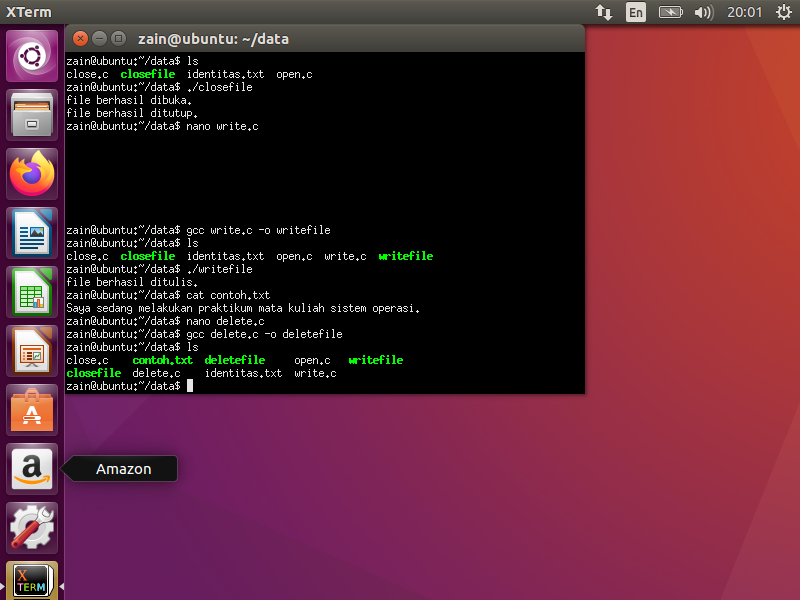 XTerm
En
20:01
zain@ubuntu: ~/data
zain@ubuntu:~/data$ ls
close.c closefile identitas.txt open.c
zain@ubuntu:~/data$ ./closefile
file berhasil dibuka.
file berhasil ditutup.
zain@ubuntu:~/data$ nano write.c
zain@ubuntu:~/data$ gcc write.c -o writefile
zain@ubuntu:~/data$ ls
close.c closefile identitas.txt open.c write.c writefile
zain@ubuntu:~/data$ ./writefile
file berhasil ditulis.
zain@ubuntu:~/data$ cat contoh.txt
Saya sedang melakukan praktikum mata kuliah sistem operasi.
zain@ubuntu:~/data$ nano delete.c
zain@ubuntu:~/data$ gcc delete.c -o deletefile
zain@ubuntu:~/data$ ls
close.c contoh.txt deletefile open.c writefile
closefile delete.c identitas.txt write.c
zain@ubuntu:~/data$
A
a
Amazon
X
TERM